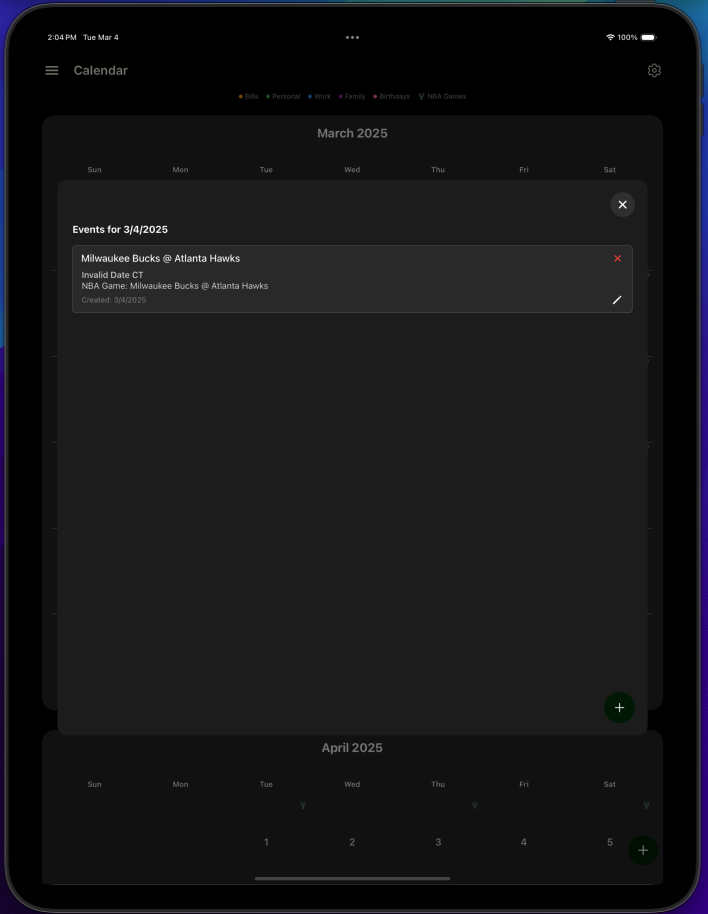 2:04 PM Tue Mar 4
100%
Calendar
Bills Personal Work Family Birthdays NBA Games
March 2025
Sun Mon Tue Wed Thu Fri Sat
Events for 3/4/2025
Milwaukee Bucks @ Atlanta Hawks
Invalid Date CT
NBA Game: Milwaukee Bucks @ Atlanta Hawks
Created: 3/4/2025
April 2025
Sun Mon Tue Wed Thu Fri Sat
1 2 3 4 5